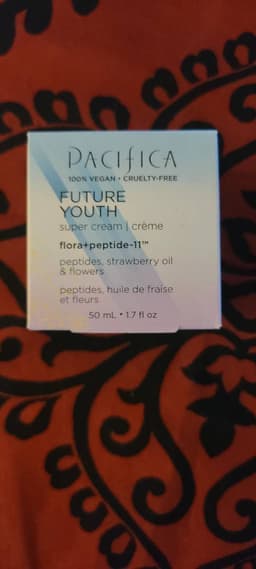 PACIFICA
100% VEGAN • CRUELTY-FREE
FUTURE
YOUTH
super cream | crème
flora+peptide-11™
peptides, strawberry oil
& flowers
peptides, huile de fraise
et fleurs
50 mL • 1.7 fl oz